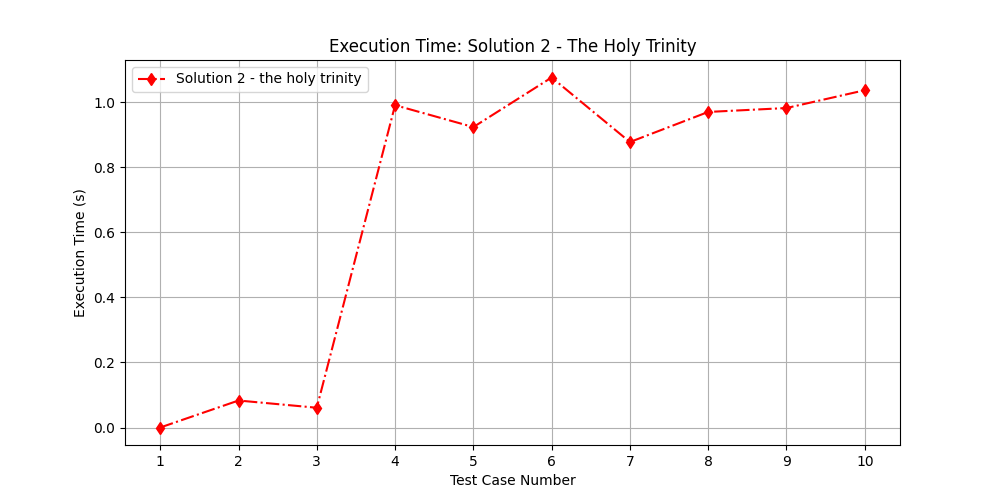 Execution Time: Solution 2 - The Holy Trinity
Solution 2 - the holy trinity
Execution Time (s)
1.0
0.8
0.6
0.4
0.2
0.0
1 2 3 4 5 6 7 8 9 10
Test Case Number